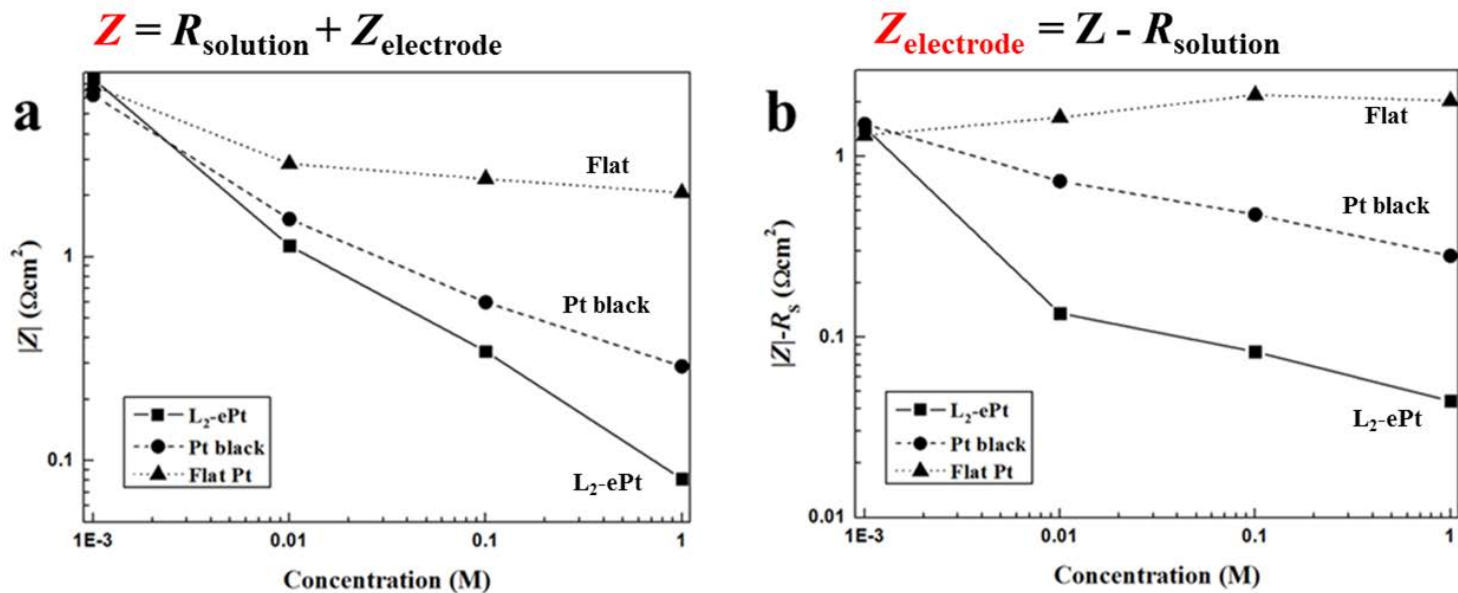 Z = Rsolution + Zelectrode
a
|Z| (Ωcm²)
1
0.1
Flat
Pt black
L₂-ePt
L₂-ePt
Pt black
Flat Pt
1E-3 0.01 0.1 1
Concentration (M)
Zelectrode = Z - Rsolution
b
|Z|-Rs (Ωcm²)
1
0.1
0.01
Flat
Pt black
L₂-ePt
L₂-ePt
Pt black
Flat Pt
1E-3 0.01 0.1 1
Concentration (M)